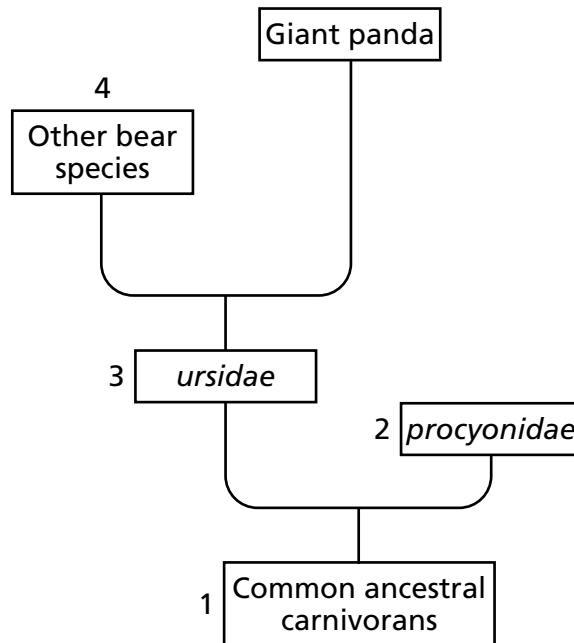 Giant panda
4
Other bear
species
3 ursidae
2 procyonidae
1
Common ancestral
carnivorans